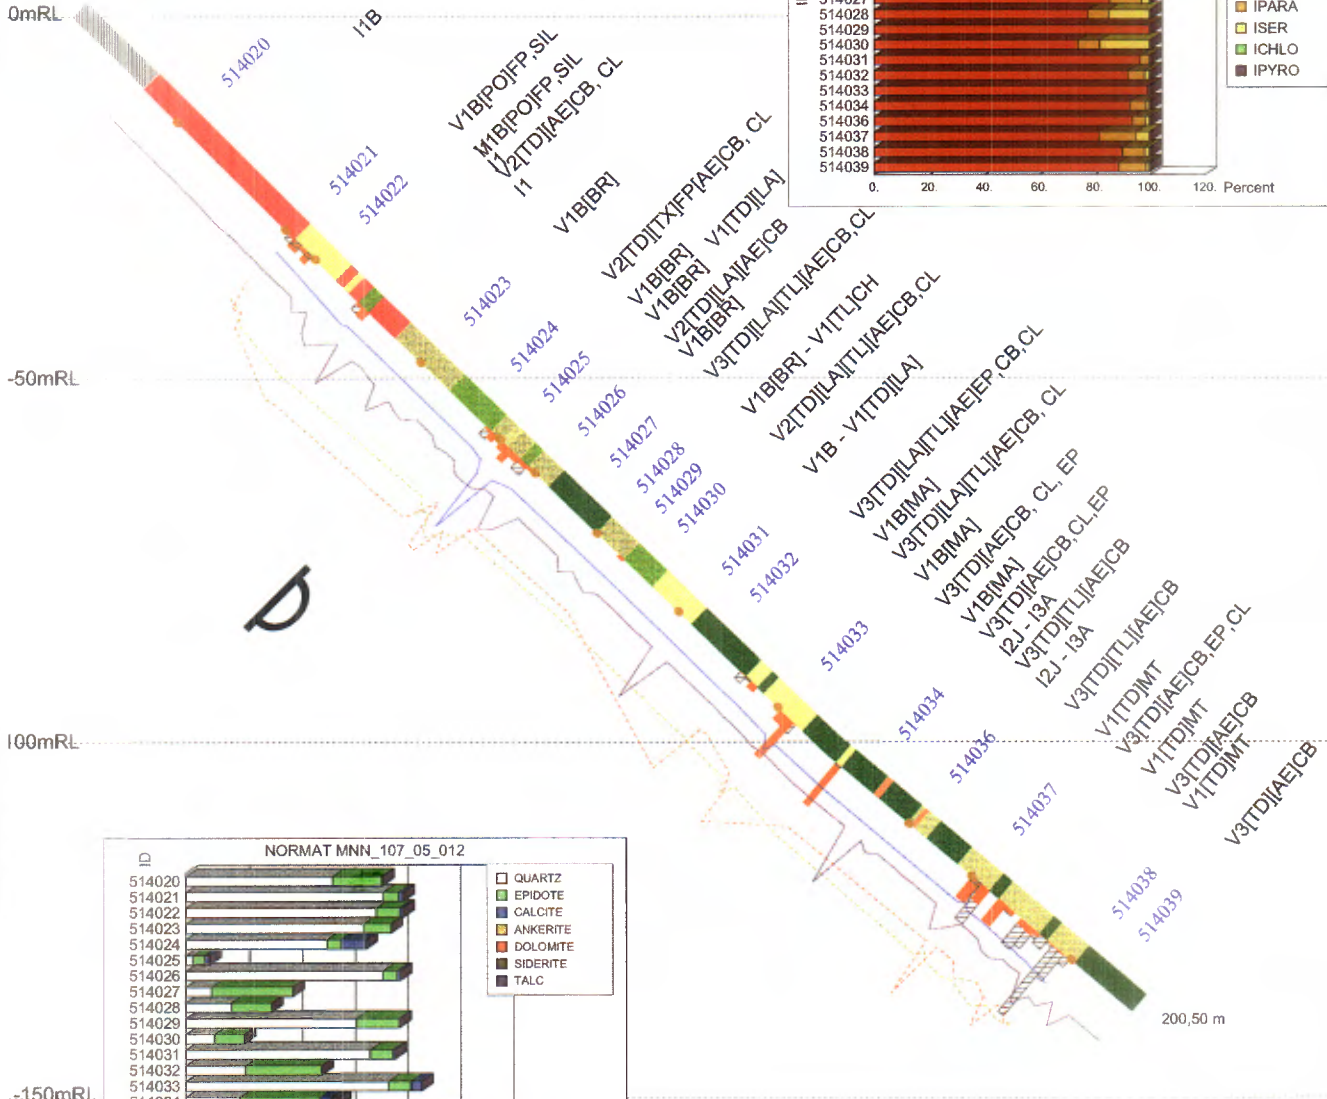 0mRL
I1B
514020
V1B[PO]FP,SIL
M1B[PO]FP,SIL
I1
V2[TD][AE]CB, CL
I1
514021
514022
V1B[BR]
V2[TD][TX]FP[AE]CB, CL
V1B[BR]
V1[TD][LA]
V1B[BR]
V2[TD][LA][AE]CB
V1B[BR]
V3[TD][LA][TL][AE]CB,CL
514023
514024
514025
514026
514027
514028
514029
514030
V1B[BR] - V1[TL]CH
V2[TD][LA][TL][AE]CB,CL
V1B - V1[TD][LA]
-50mRL
514031
514032
V3[TD][LA][TL][AE]EP,CB,CL
V1B[MA]
V3[TD][LA][TL][AE]CB, CL
V1B[MA]
V3[TD][AE]CB, CL, EP
V1B[MA]
V3[TD][AE]CB,CL,EP
I2J - I3A
V3[TD][TL][AE]CB
I2J - I3A
V3[TD][TL][AE]CB
514033
514034
514036
V1[TD]MT
V3[TD][AE]CB,EP,CL
V1[TD]MT
V3[TD][AE]CB
V1[TD]MT
V3[TD][AE]CB
514037
514038
514039
100mRL
200,50 m
-150mRL
514027
514028
514029
514030
514031
514032
514033
514034
514036
514037
514038
514039
0. 20. 40. 60. 80. 100. 120. Percent
IPARA
ISER
ICHLO
IPYRO
NORMAT MNN_107_05_012
ID
514020
514021
514022
514023
514024
514025
514026
514027
514028
514029
514030
514031
514032
514033
QUARTZ
EPIDOTE
CALCITE
ANKERITE
DOLOMITE
SIDERITE
TALC